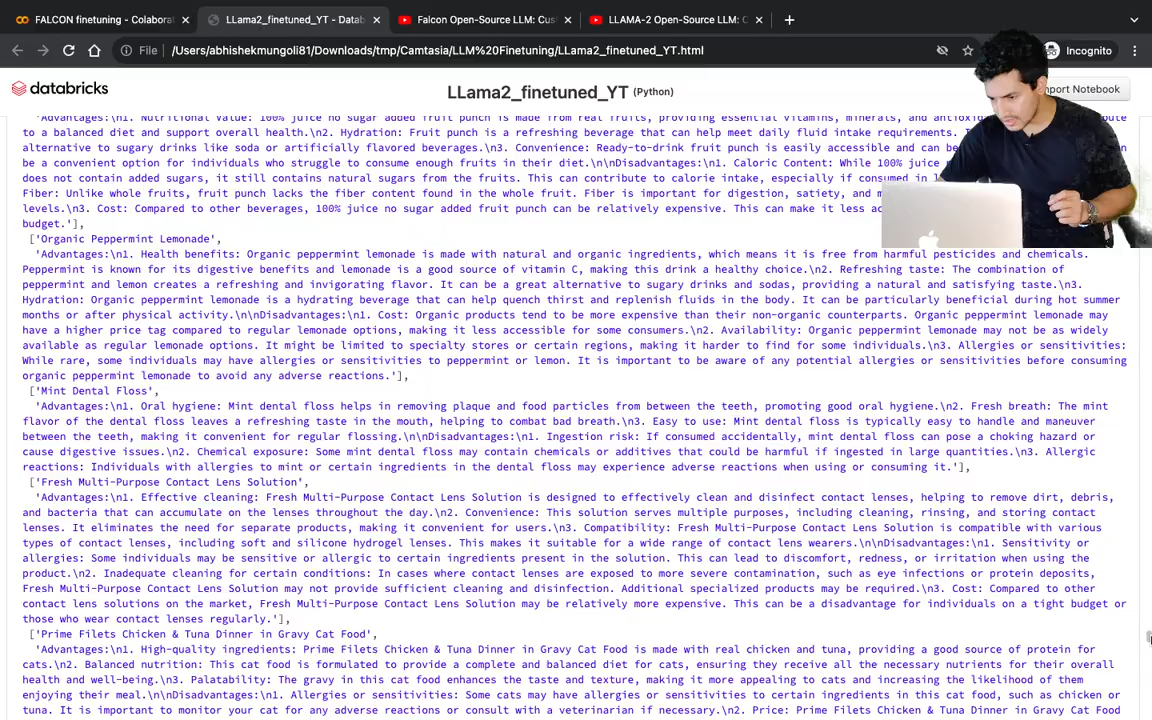 FALCON finetuning - Colabora
LLama2_finetuned_YT - Datab
Falcon Open-Source LLM: Cus
LLAMA-2 Open-Source LLM: C
File
/Users/abhishekmungoli81/Downloads/tmp/Camtasia/LLM%20Finetuning/LLama2_finetuned_YT.html
Incognito
databricks
LLama2_finetuned_YT (Python)
port Notebook
'Advantages:\n1. Nutritional Value: 100% juice no sugar added fruit punch is made from real fruits, providing essential vitamins, minerals, and
to a balanced diet and support overall health.\n2. Hydration: Fruit punch is a refreshing beverage that can help meet daily fluid intake requirements.
alternative to sugary drinks like soda or artificially flavored beverages.\n3. Convenience: Ready-to-drink fruit punch is easily accessible and can be
be a convenient option for individuals who struggle to consume enough fruits in their diet.\n\nDisadvantages:\n1. Caloric Content: While 100% juice
does not contain added sugars, it still contains natural sugars from the fruits. This can contribute to calorie intake, especially if consumed in
Fiber: Unlike whole fruits, fruit punch lacks the fiber content found in the whole fruit. Fiber is important for digestion, satiety, and
levels.\n3. Cost: Compared to other beverages, 100% juice no sugar added fruit punch can be relatively expensive. This can make it less
budget.'],
['Organic Peppermint Lemonade',
'Advantages:\n1. Health benefits: Organic peppermint lemonade is made with natural and organic ingredients, which means it is free from harmful pesticides and chemicals.
Peppermint is known for its digestive benefits and lemonade is a good source of vitamin C, making this drink a healthy choice.\n2. Refreshing taste: The combination of
peppermint and lemon creates a refreshing and invigorating flavor. It can be a great alternative to sugary drinks and sodas, providing a natural and satisfying taste.\n3.
Hydration: Organic peppermint lemonade is a hydrating beverage that can help quench thirst and replenish fluids in the body. It can be particularly beneficial during hot summer
months or after physical activity.\n\nDisadvantages:\n1. Cost: Organic products tend to be more expensive than their non-organic counterparts. Organic peppermint lemonade may
have a higher price tag compared to regular lemonade options, making it less accessible for some consumers.\n2. Availability: Organic peppermint lemonade may not be as widely
available as regular lemonade options. It might be limited to specialty stores or certain regions, making it harder to find for some individuals.\n3. Allergies or sensitivities:
While rare, some individuals may have allergies or sensitivities to peppermint or lemon. It is important to be aware of any potential allergies or sensitivities before consuming
organic peppermint lemonade to avoid any adverse reactions.'],
['Mint Dental Floss',
'Advantages:\n1. Oral hygiene: Mint dental floss helps in removing plaque and food particles from between the teeth, promoting good oral hygiene.\n2. Fresh breath: The mint
flavor of the dental floss leaves a refreshing taste in the mouth, helping to combat bad breath.\n3. Easy to use: Mint dental floss is typically easy to handle and maneuver
between the teeth, making it convenient for regular flossing.\n\nDisadvantages:\n1. Ingestion risk: If consumed accidentally, mint dental floss can pose a choking hazard or
cause digestive issues.\n2. Chemical exposure: Some mint dental floss may contain chemicals or additives that could be harmful if ingested in large quantities.\n3. Allergic
reactions: Individuals with allergies to mint or certain ingredients in the dental floss may experience adverse reactions when using or consuming it.'],
['Fresh Multi-Purpose Contact Lens Solution',
'Advantages:\n1. Effective cleaning: Fresh Multi-Purpose Contact Lens Solution is designed to effectively clean and disinfect contact lenses, helping to remove dirt, debris,
and bacteria that can accumulate on the lenses throughout the day.\n2. Convenience: This solution serves multiple purposes, including cleaning, rinsing, and storing contact
lenses. It eliminates the need for separate products, making it convenient for users.\n3. Compatibility: Fresh Multi-Purpose Contact Lens Solution is compatible with various
types of contact lenses, including soft and silicone hydrogel lenses. This makes it suitable for a wide range of contact lens wearers.\n\nDisadvantages:\n1. Sensitivity or
allergies: Some individuals may be sensitive or allergic to certain ingredients present in the solution. This can lead to discomfort, redness, or irritation when using the
product.\n2. Inadequate cleaning for certain conditions: In cases where contact lenses are exposed to more severe contamination, such as eye infections or protein deposits,
Fresh Multi-Purpose Contact Lens Solution may not provide sufficient cleaning and disinfection. Additional specialized products may be required.\n3. Cost: Compared to other
contact lens solutions on the market, Fresh Multi-Purpose Contact Lens Solution may be relatively more expensive. This can be a disadvantage for individuals on a tight budget or
those who wear contact lenses regularly.'],
['Prime Filets Chicken & Tuna Dinner in Gravy Cat Food',
'Advantages:\n1. High-quality ingredients: Prime Filets Chicken & Tuna Dinner in Gravy Cat Food is made with real chicken and tuna, providing a good source of protein for
cats.\n2. Balanced nutrition: This cat food is formulated to provide a complete and balanced diet for cats, ensuring they receive all the necessary nutrients for their overall
health and well-being.\n3. Palatability: The gravy in this cat food enhances the taste and texture, making it more appealing to cats and increasing the likelihood of them
enjoying their meal.\n\nDisadvantages:\n1. Allergies or sensitivities: Some cats may have allergies or sensitivities to certain ingredients in this cat food, such as chicken or
tuna. It is important to monitor your cat for any adverse reactions or consult with a veterinarian if necessary.\n2. Price: Prime Filets Chicken & Tuna Dinner in Gravy Cat Food